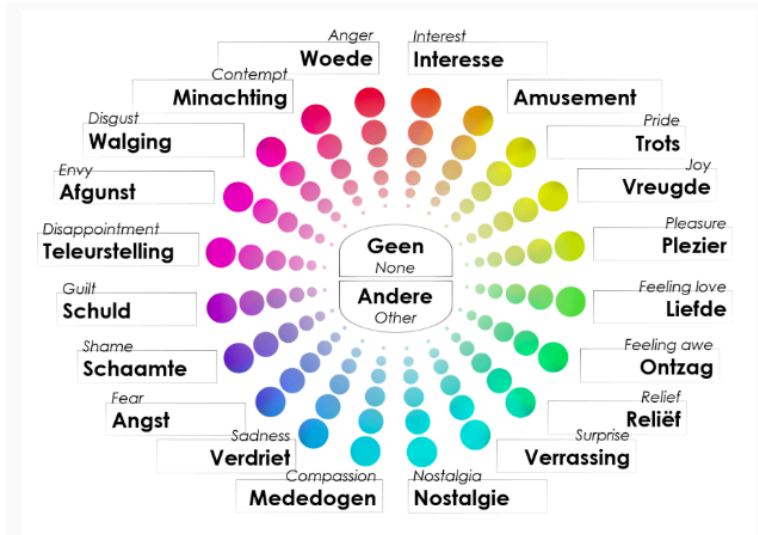 Anger
Woede
Interest
Interesse
Contempt
Minachting
Amusement
Disgust
Walging
Pride
Trots
Envy
Afgunst
Joy
Vreugde
Disappointment
Teleurstelling
Pleasure
Plezier
Geen
None
Andere
Other
Guilt
Schuld
Feeling love
Liefde
Shame
Schaamte
Feeling awe
Ontzag
Fear
Angst
Relief
Reliëf
Sadness
Verdriet
Surprise
Verrassing
Compassion
Mededogen
Nostalgia
Nostalgie